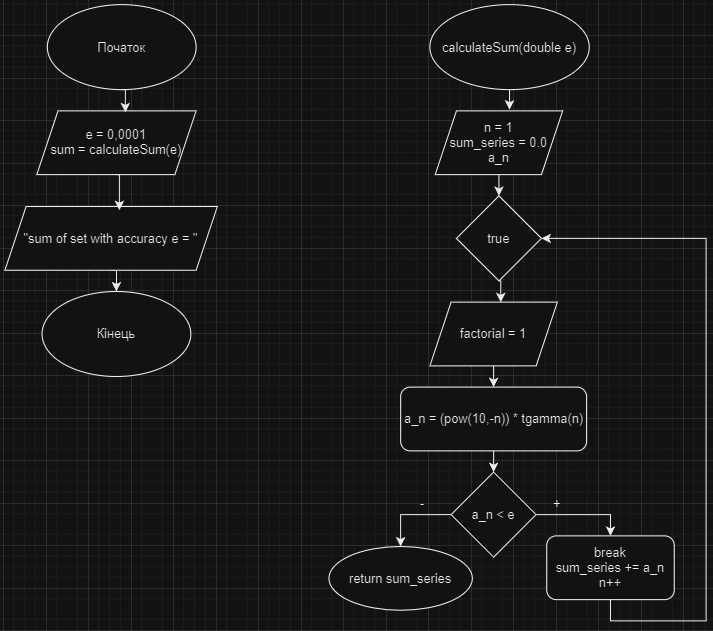 Початок
e = 0,0001
sum = calculateSum(e)
"sum of set with accuracy e = "
Кінець
calculateSum(double e)
n = 1
sum_series = 0.0
a_n
true
factorial = 1
a_n = (pow(10,-n)) * tgamma(n)
a_n < e
-
+
return sum_series
break
sum_series += a_n
n++